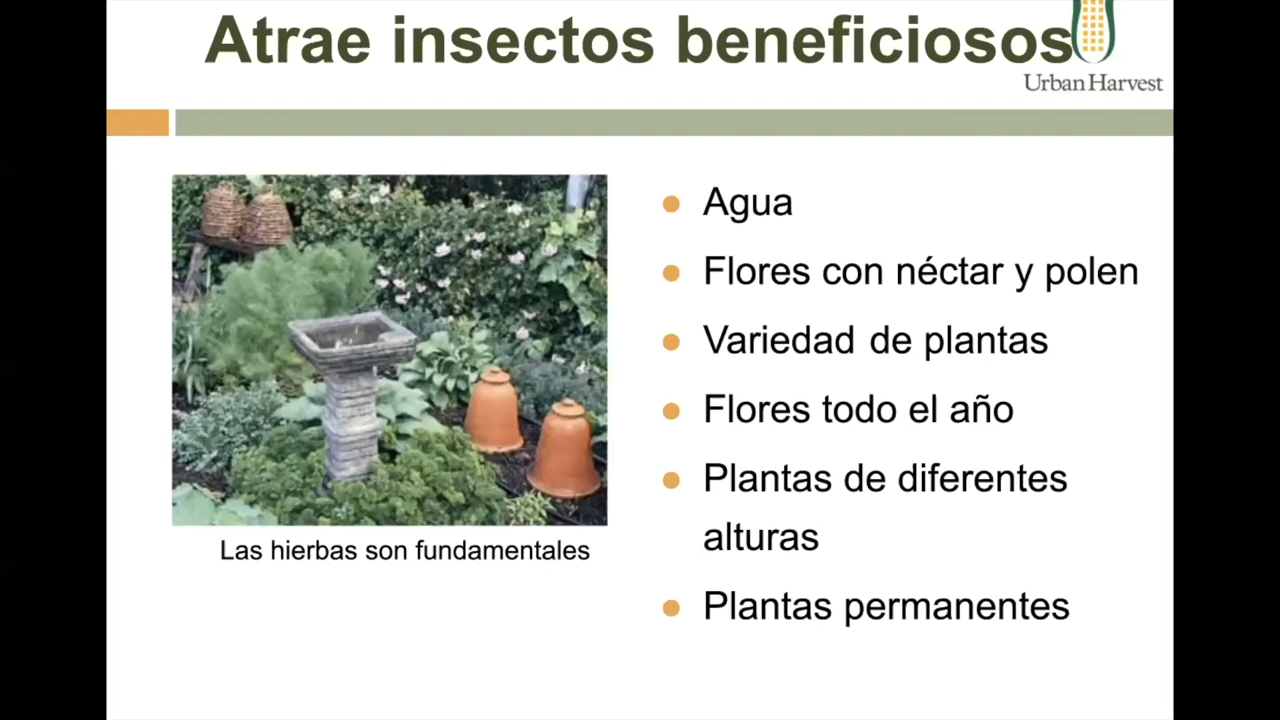 Atrae insectos beneficiosos
Urban Harvest
Agua
Flores con néctar y polen
Variedad de plantas
Flores todo el año
Plantas de diferentes
alturas
Plantas permanentes
Las hierbas son fundamentales